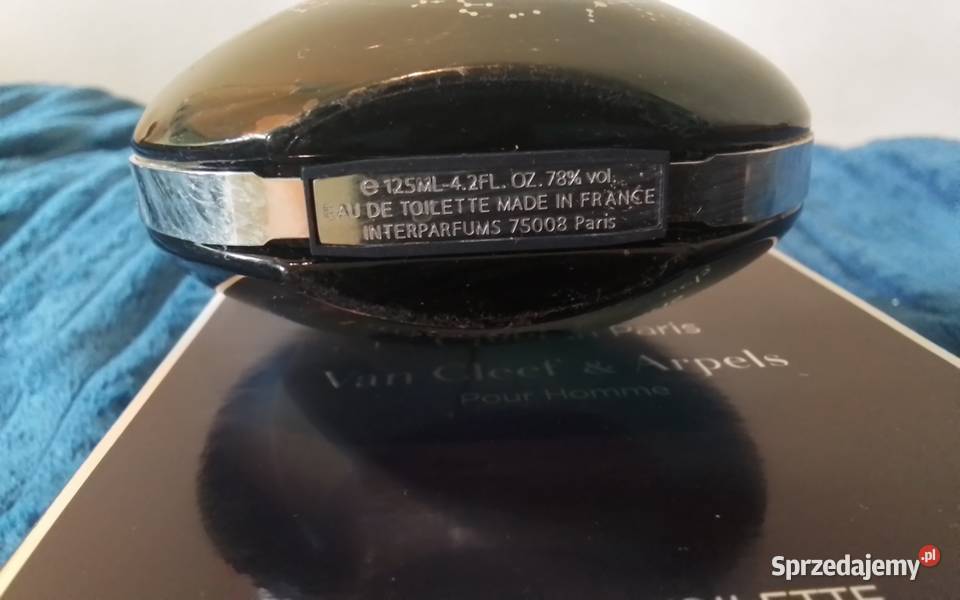 ℮ 125ML-4.2FL. OZ. 78% vol.
EAU DE TOILETTE MADE IN FRANCE
INTERPARFUMS 75008 Paris
Paris
Van Cleef & Arpels
Pour Homme
Sprzedajemy.pl